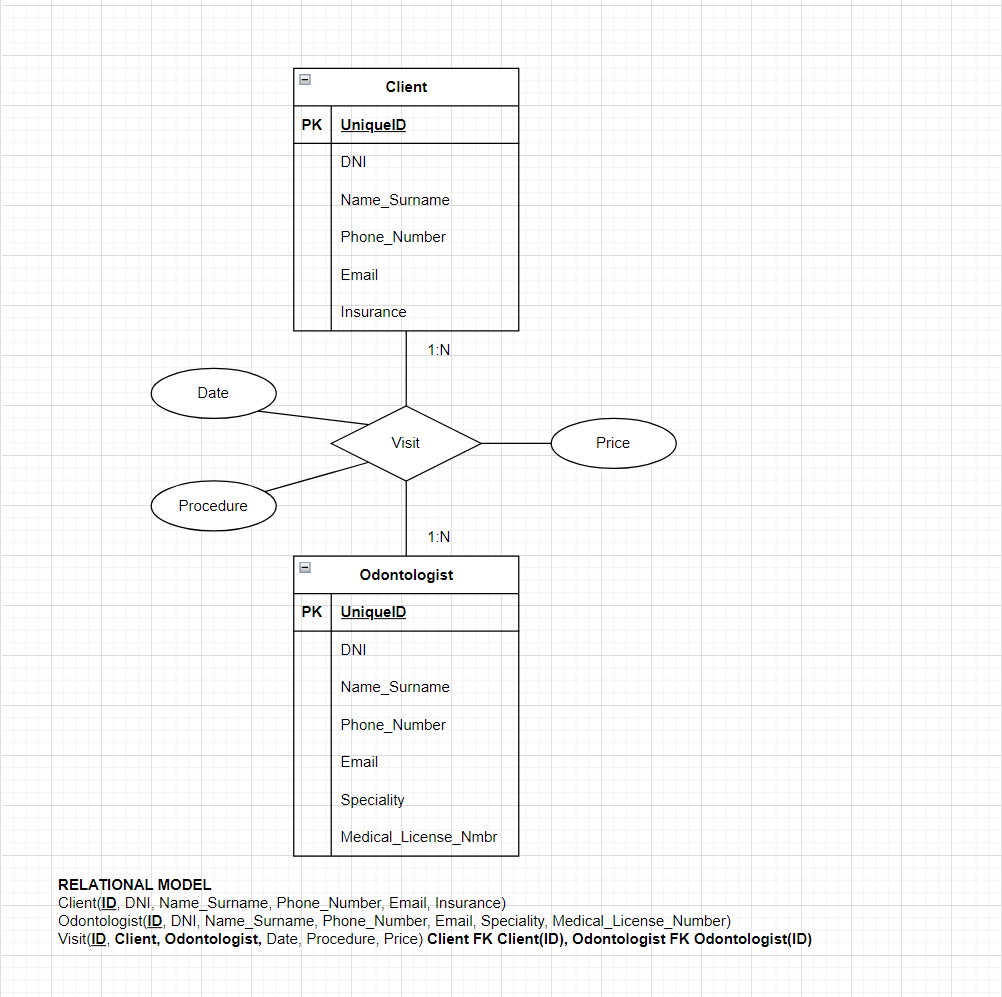 Client
PK UniqueID
DNI
Name_Surname
Phone_Number
Email
Insurance
1:N
Date
Visit
Price
Procedure
1:N
Odontologist
PK UniqueID
DNI
Name_Surname
Phone_Number
Email
Speciality
Medical_License_Nmbr
RELATIONAL MODEL
Client(ID, DNI, Name_Surname, Phone_Number, Email, Insurance)
Odontologist(ID, DNI, Name_Surname, Phone_Number, Email, Speciality, Medical_License_Number)
Visit(ID, Client, Odontologist, Date, Procedure, Price) Client FK Client(ID), Odontologist FK Odontologist(ID)